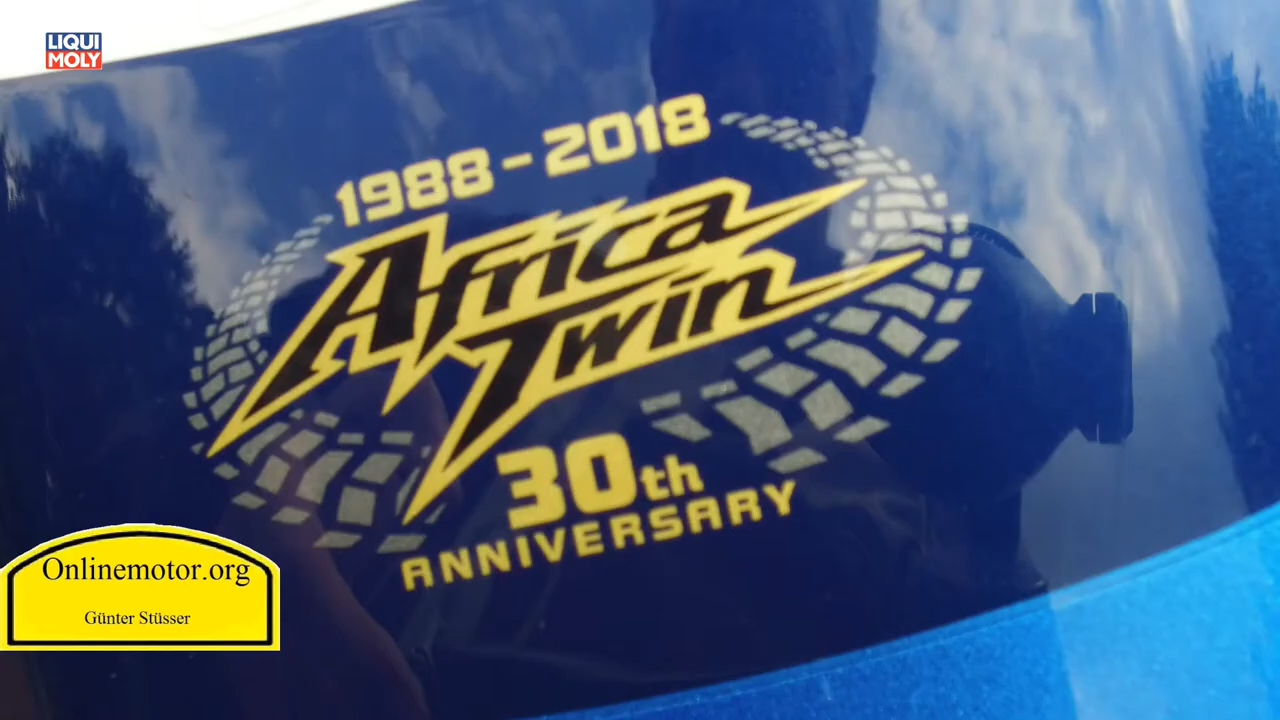 LIQUI
MOLY
1988-2018
Africa
Twin
30th
ANNIVERSARY
Onlinemotor.org
Günter Stüsser